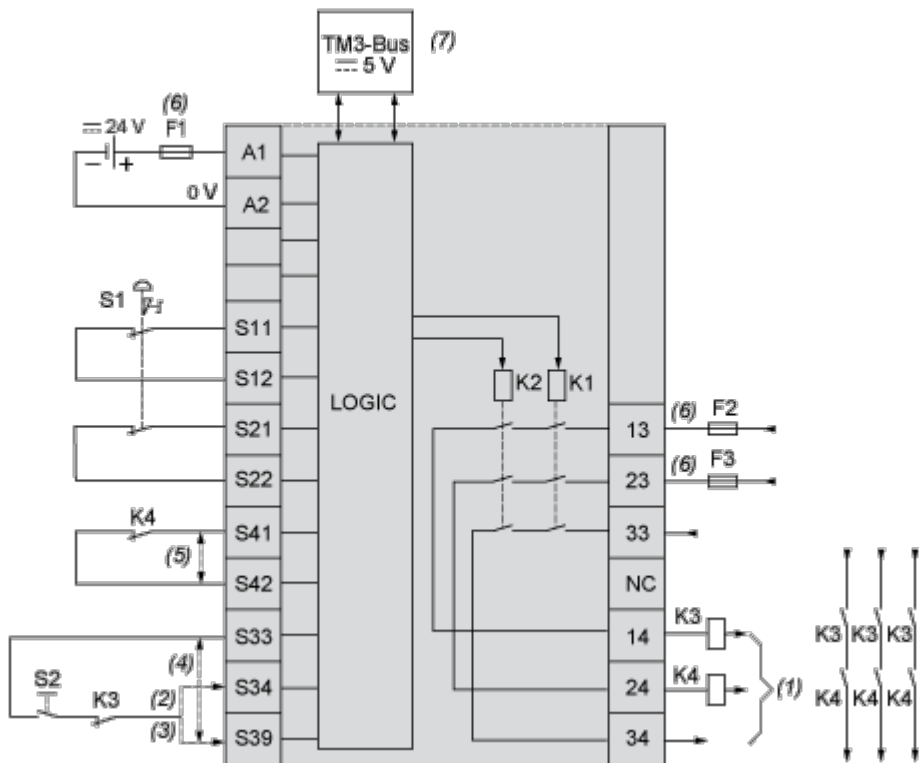 TM3-Bus (7)
5 V
(6)
24 V F1
− +
A1
0 V A2
S1
S11
S12
S21
S22
K4 S41
(5)
S42
S33
(4)
S2 K3 (2) S34
(3) S39
LOGIC
K2 K1
13 (6) F2
23 (6) F3
33
NC
14 K3
24 K4
34
(1)
K3 K3 K3
K4 K4 K4